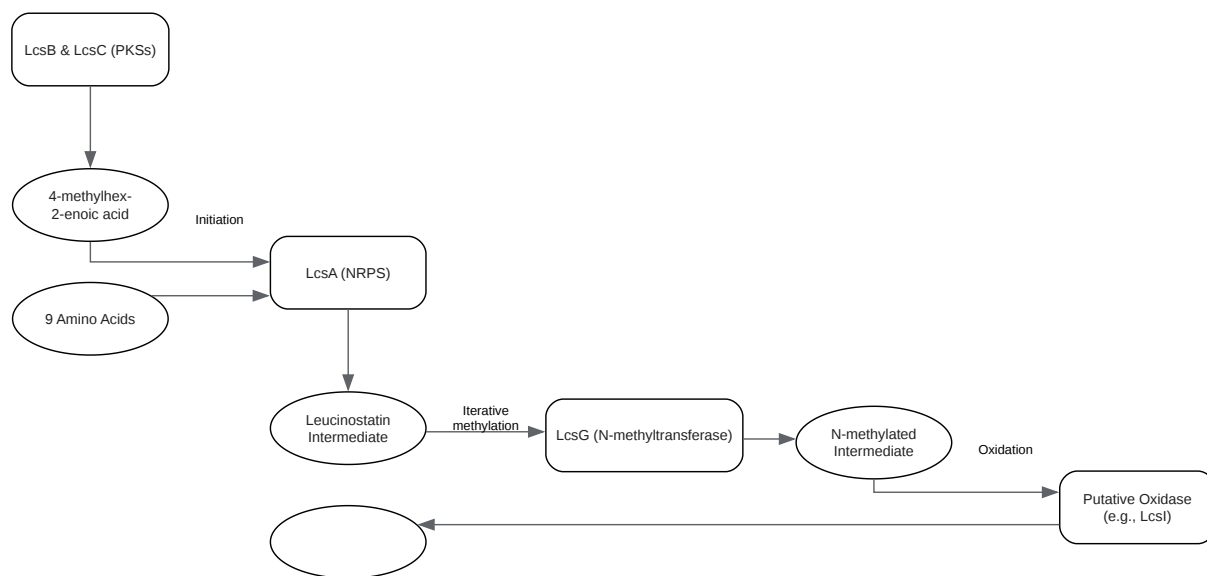 LcsB & LcsC (PKSs)
4-methylhex-
2-enoic acid
Initiation
LcsA (NRPS)
9 Amino Acids
Leucinostatin
Intermediate
Iterative
methylation
LcsG (N-methyltransferase)
N-methylated
Intermediate
Oxidation
Putative Oxidase
(e.g., LcsI)